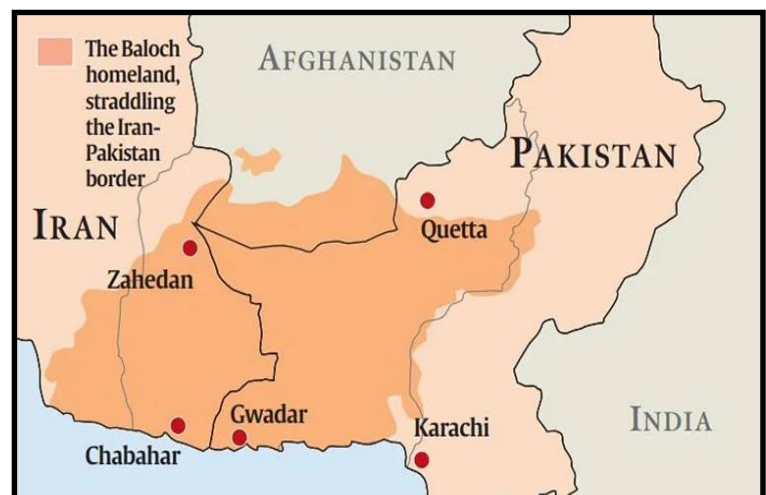 The Baloch
homeland,
straddling
the Iran-
Pakistan
border
AFGHANISTAN
PAKISTAN
IRAN
Quetta
Zahedan
Gwadar
Karachi
INDIA
Chabahar